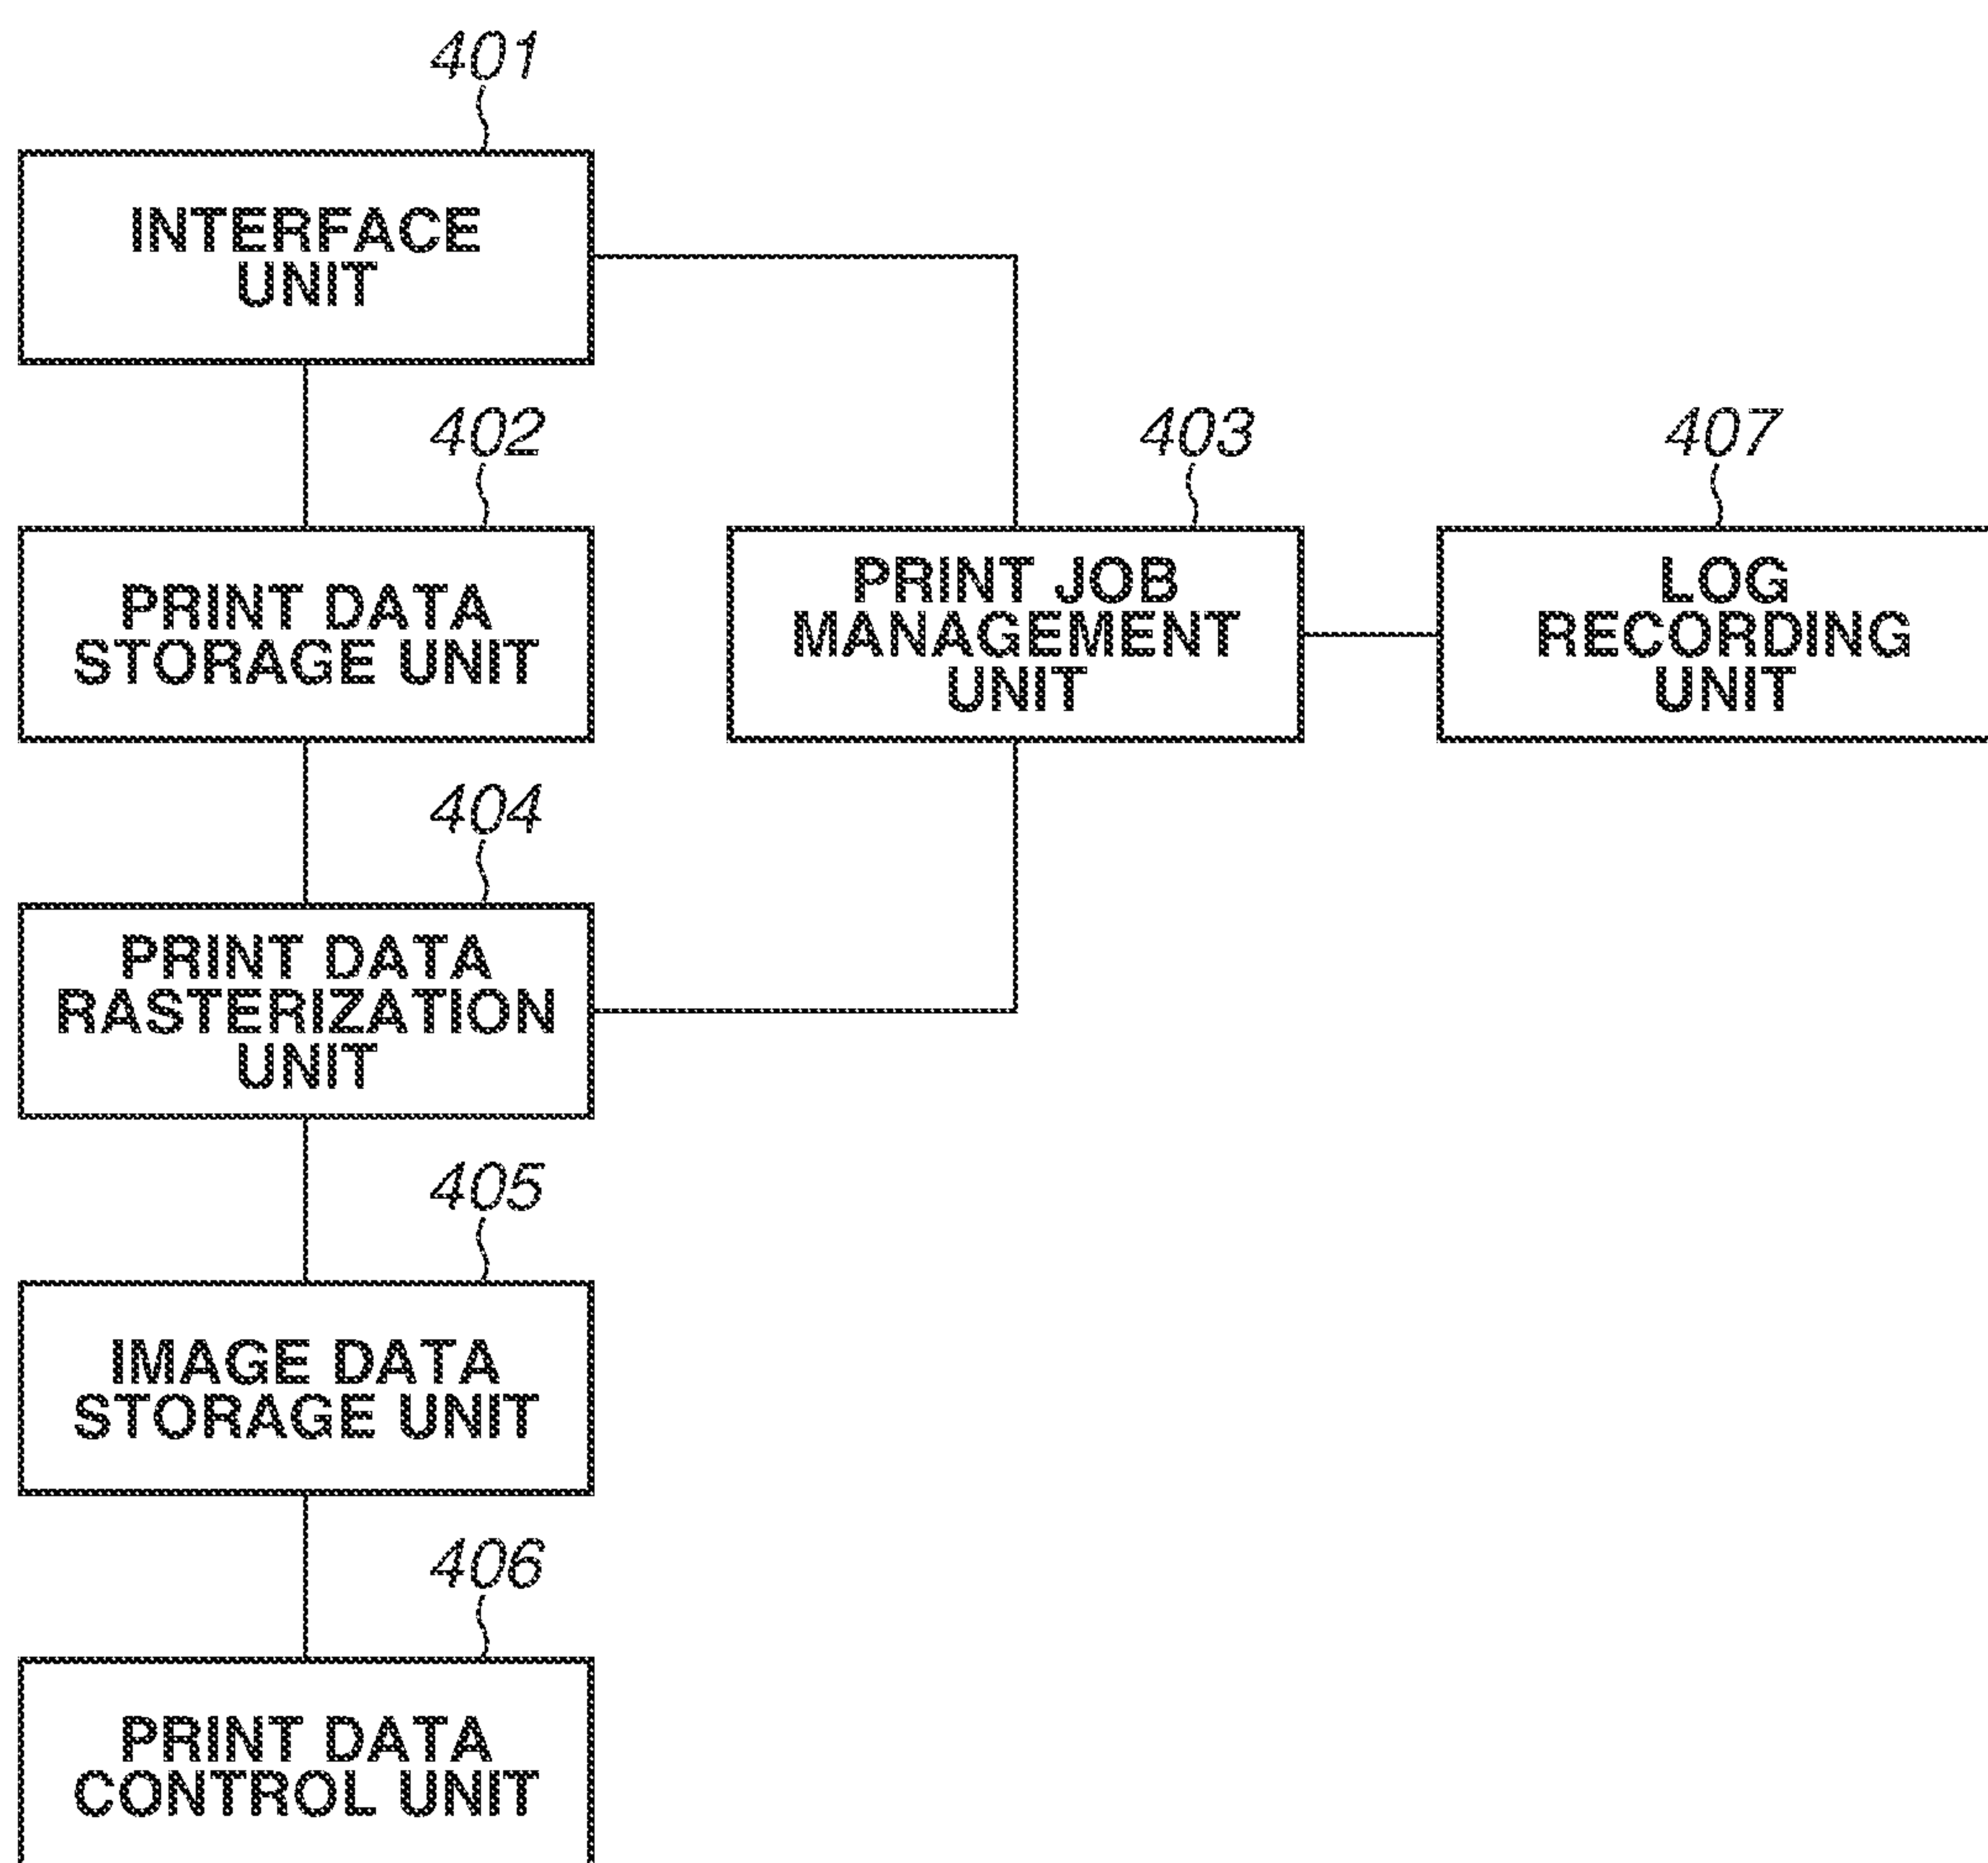 401
INTERFACE
UNIT
402
PRINT DATA
STORAGE UNIT
403
PRINT JOB
MANAGEMENT
UNIT
407
LOG
RECORDING
UNIT
404
PRINT DATA
RASTERIZATION
UNIT
405
IMAGE DATA
STORAGE UNIT
406
PRINT DATA
CONTROL UNIT